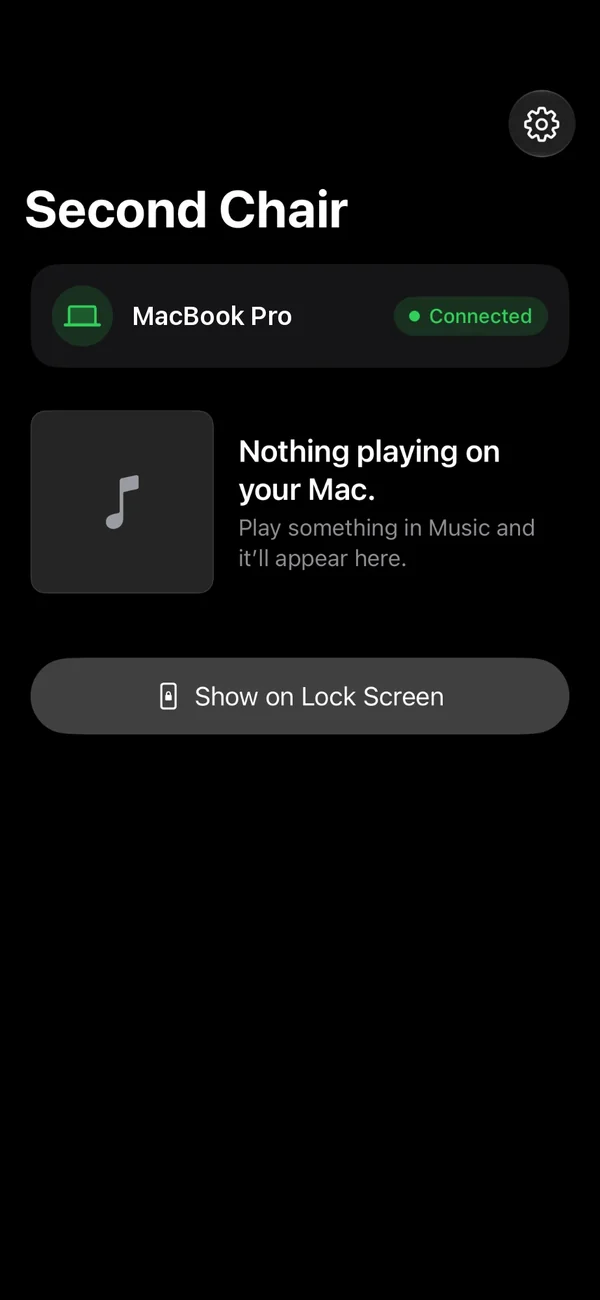 Second Chair
MacBook Pro
Connected
Nothing playing on
your Mac.
Play something in Music and
it’ll appear here.
Show on Lock Screen